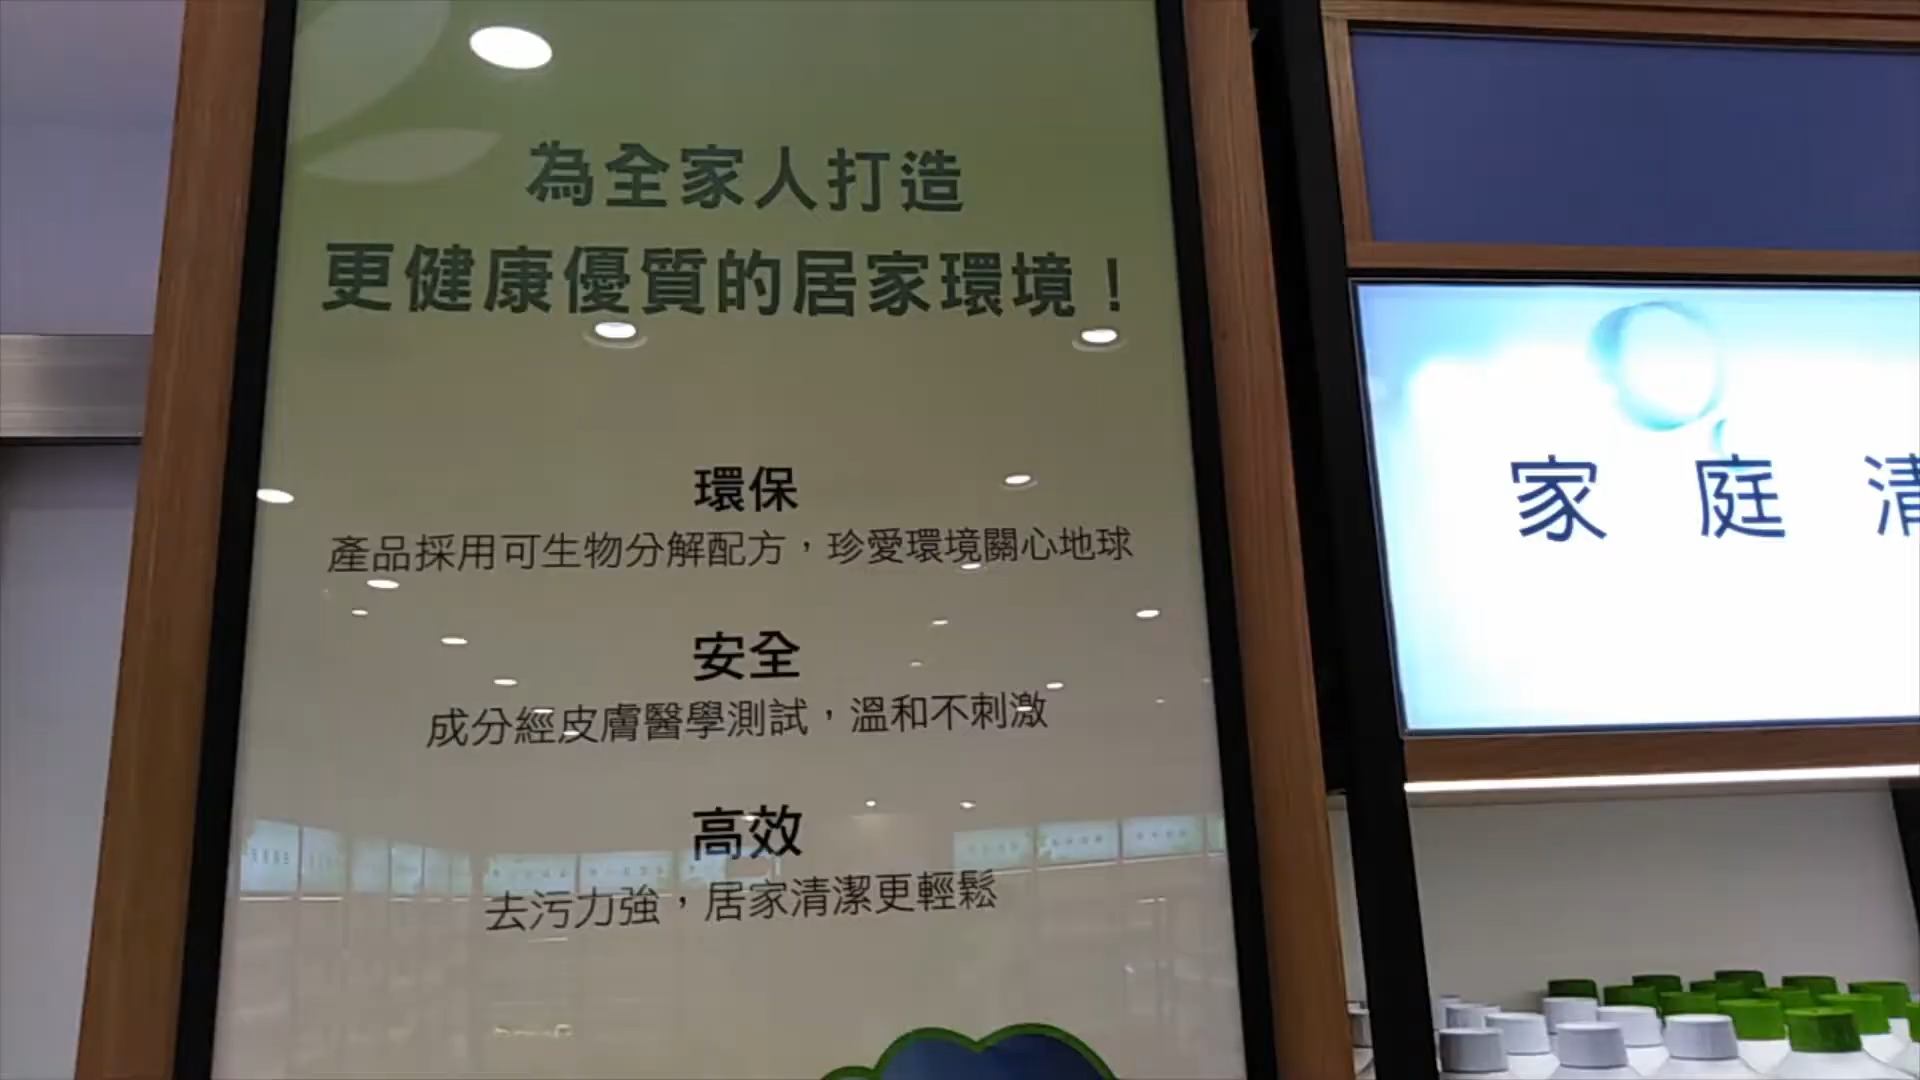 為全家人打造
更健康優質的居家環境！
環保
產品採用可生物分解配方，珍愛環境關心地球
安全
成分經皮膚醫學測試，溫和不刺激
高效
去污力強，居家清潔更輕鬆
家庭清